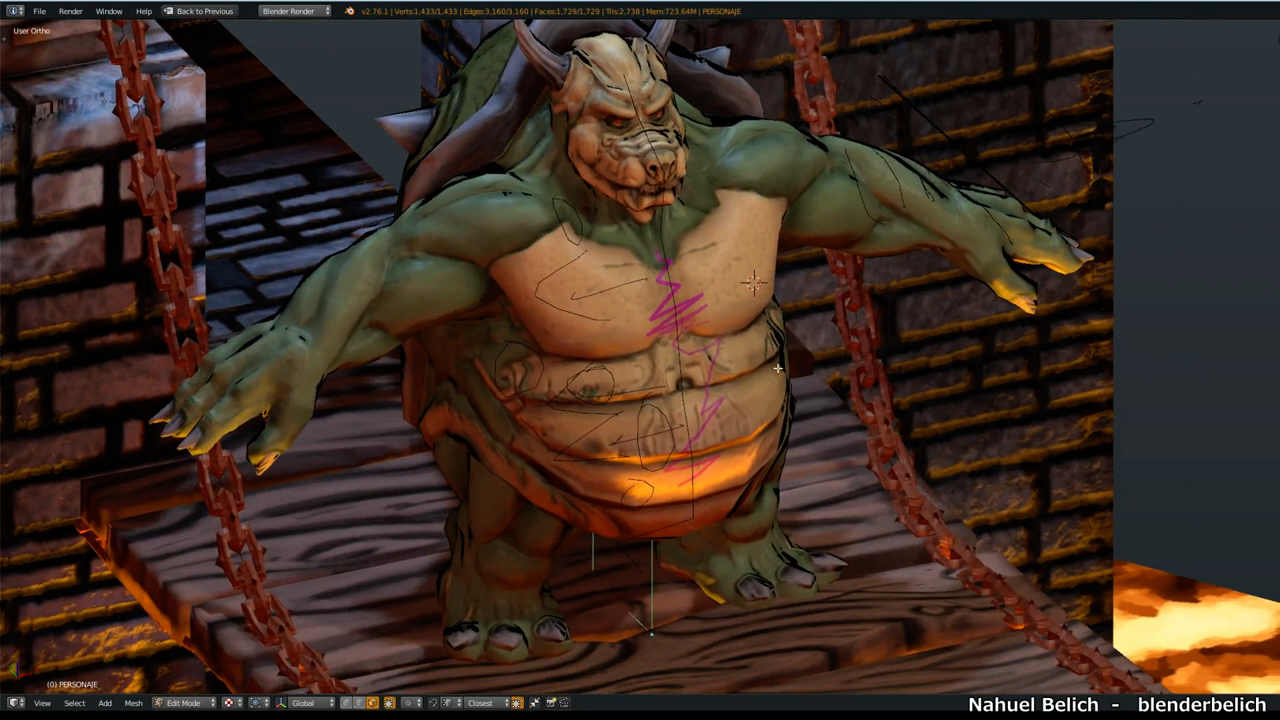 File Render Window Help Back to Previous Blender Render v2.76.1 | Verts:1,433/1,433 | Edges:3,160/3,160 | Faces:1,729/1,729 | Tris:2,738 | Mem:723.64M | PERSONAJE
User Ortho
(0) PERSONAJE
View Select Add Mesh Edit Mode Global Closest
Nahuel Belich - blenderbelich